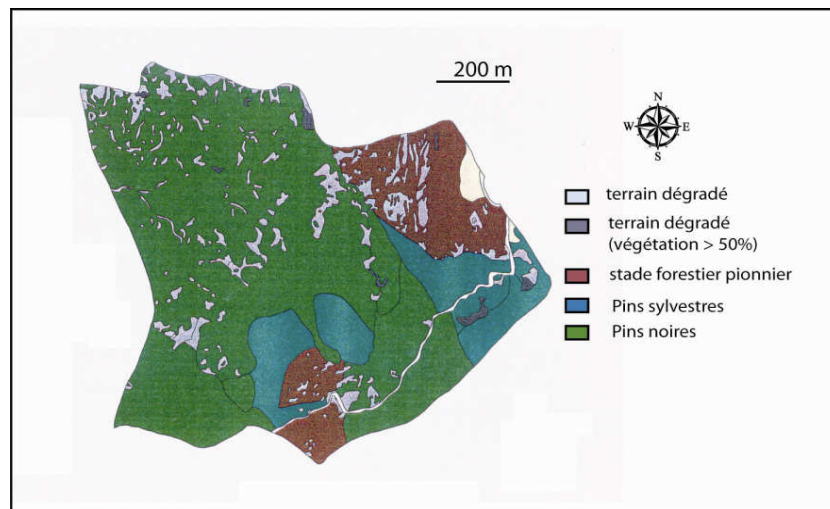 200 m
N
W E
S
terrain dégradé
terrain dégradé
(végétation > 50%)
stade forestier pionnier
Pins sylvestres
Pins noires